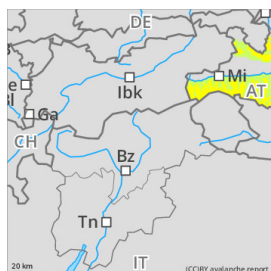 DE
Mi
Ibk
AT
Ga
CH
Bz
Tn
IT
20 km
(CC)BY avalanche.report